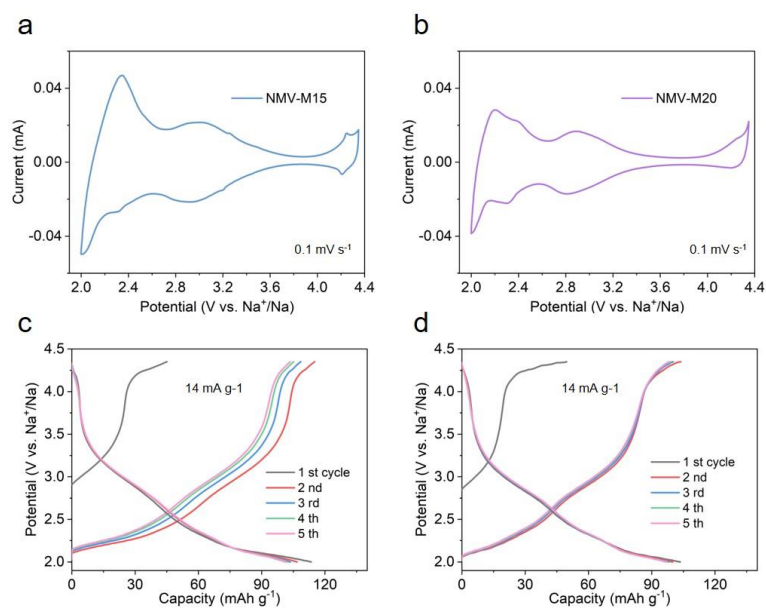 a
NMV-M15
0.04
0.00
-0.04
Current (mA)
0.1 mV s⁻¹
2.0 2.4 2.8 3.2 3.6 4.0 4.4
Potential (V vs. Na⁺/Na)
b
NMV-M20
0.04
0.00
-0.04
Current (mA)
0.1 mV s⁻¹
2.0 2.4 2.8 3.2 3.6 4.0 4.4
Potential (V vs. Na⁺/Na)
c
4.5
4.0
3.5
3.0
2.5
2.0
Potential (V vs. Na⁺/Na)
14 mA g-1
1 st cycle
2 nd
3 rd
4 th
5 th
0 30 60 90 120
Capacity (mAh g⁻¹)
d
4.5
4.0
3.5
3.0
2.5
2.0
Potential (V vs. Na⁺/Na)
14 mA g-1
1 st cycle
2 nd
3 rd
4 th
5 th
0 30 60 90 120
Capacity (mAh g⁻¹)